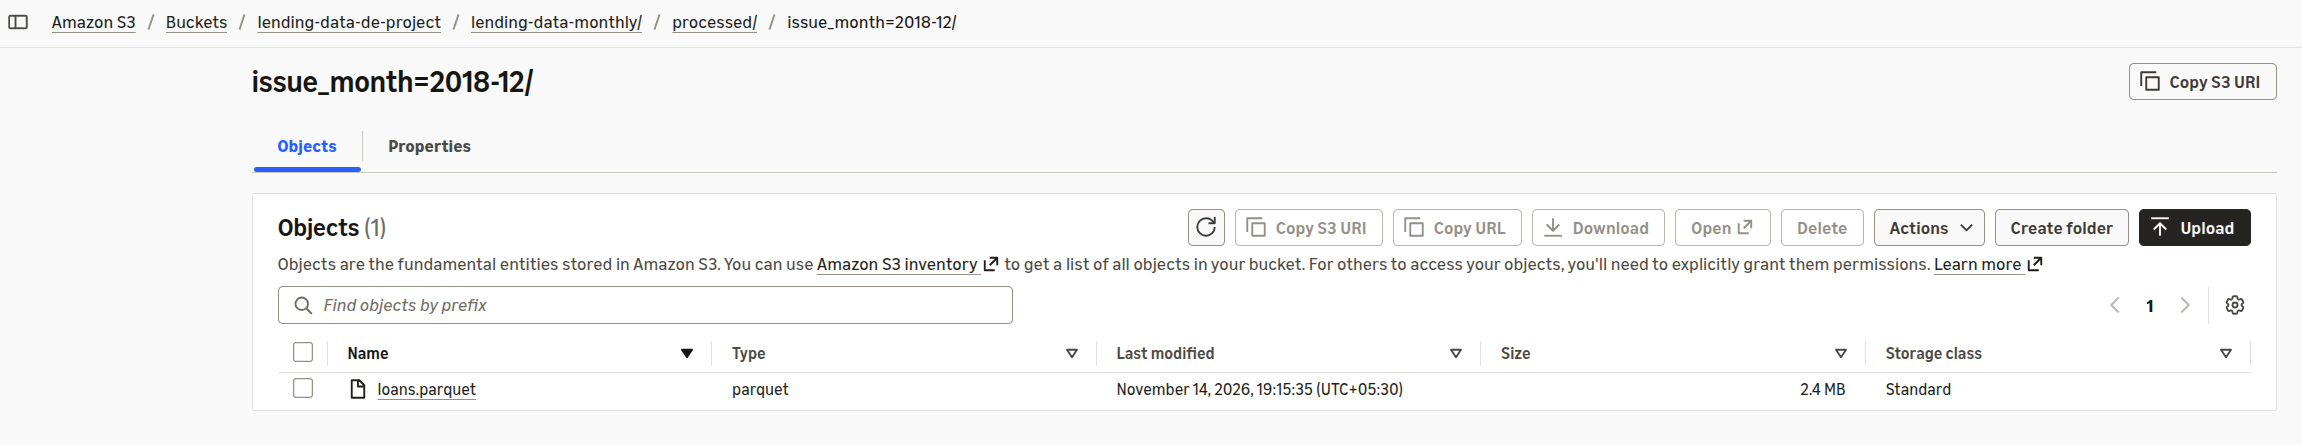 Amazon S3 / Buckets / lending-data-de-project / lending-data-monthly/ / processed/ / issue_month=2018-12/
issue_month=2018-12/
Copy S3 URI
Objects
Properties
Objects (1)
Copy S3 URI
Copy URL
Download
Open
Delete
Actions
Create folder
Upload
Objects are the fundamental entities stored in Amazon S3. You can use Amazon S3 inventory to get a list of all objects in your bucket. For others to access your objects, you'll need to explicitly grant them permissions. Learn more
Find objects by prefix
1
Name Type Last modified Size Storage class
loans.parquet parquet November 14, 2026, 19:15:35 (UTC+05:30) 2.4 MB Standard